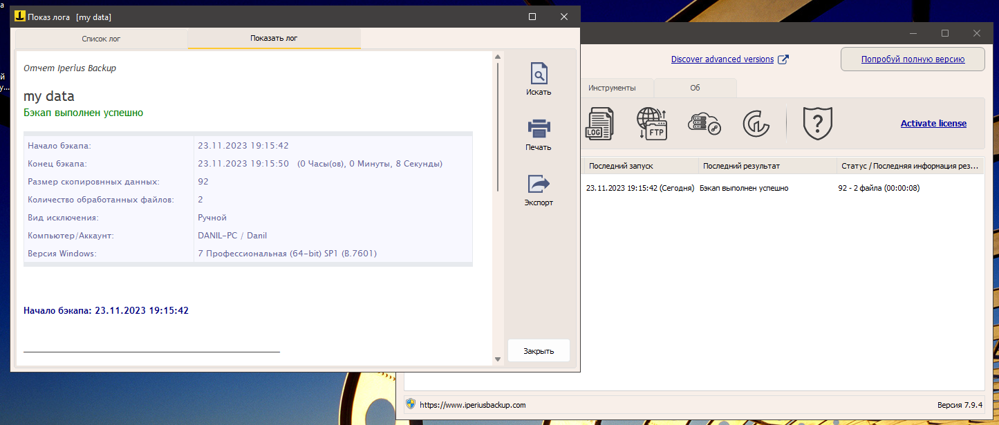 а
й
у...
Показ лога [my data]
Список лог
Показать лог
Отчет Iperius Backup
my data
Бэкап выполнен успешно
Начало бэкапа: 23.11.2023 19:15:42
Конец бэкапа: 23.11.2023 19:15:50 (0 Часы(ов), 0 Минуты, 8 Секунды)
Размер скопировнных данных: 92
Количество обработанных файлов: 2
Вид исключения: Ручной
Компьютер/Аккаунт: DANIL-PC / Danil
Версия Windows: 7 Профессиональная (64-bit) SP1 (В.7601)
Начало бэкапа: 23.11.2023 19:15:42
Искать
Печать
Экспорт
Закрыть
Discover advanced versions
Попробуй полную версию
Инструменты
Об
LOG
FTP
Activate license
Последний запуск
Последний результат
Статус / Последняя информация рез...
23.11.2023 19:15:42 (Сегодня)
Бэкап выполнен успешно
92 - 2 файла (00:00:08)
https://www.iperiusbackup.com
Версия 7.9.4